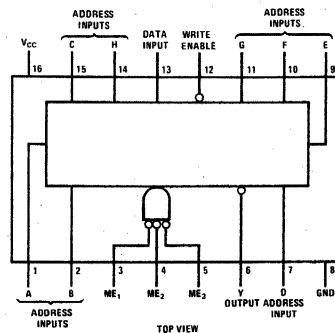 ADDRESS INPUTS
ADDRESS INPUTS
DATA INPUT
WRITE ENABLE
VCC C H G F E
16 15 14 13 12 11 10 9
1 2 3 4 5 6 7 8
A B ME1 ME2 ME3 Y D GND
ADDRESS INPUTS
OUTPUT ADDRESS INPUT
TOP VIEW